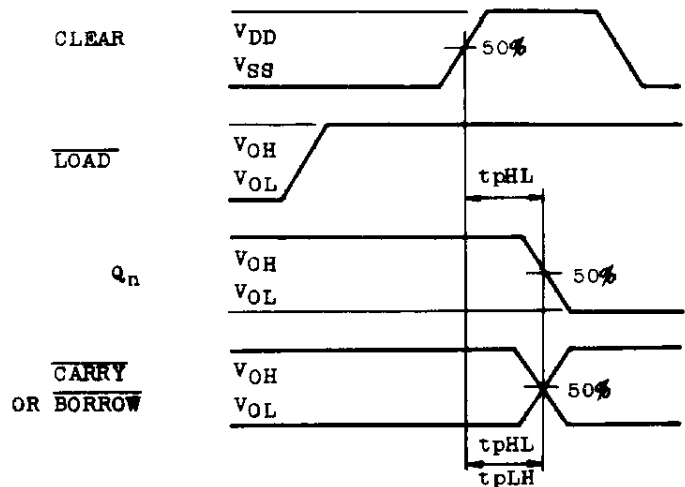 CLEAR
VDD
VSS
50%
LOAD
VOH
VOL
tpHL
Qn
VOH
VOL
50%
CARRY
OR BORROW
VOH
VOL
50%
tpHL
tpLH